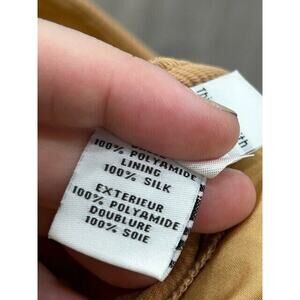 100% POLYAMIDE
LINING
100% SILK
EXTERIEUR
100% POLYAMIDE
DOUBLURE
100% SOIE